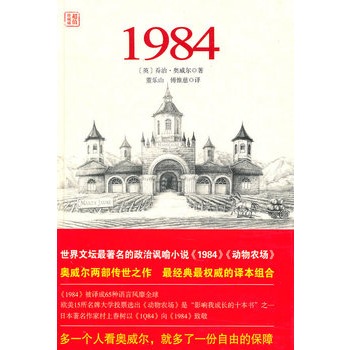 1984
〔英〕乔治·奥威尔◎著
董乐山 傅惟慈◎译
世界文坛最著名的政治讽喻小说《1984》《动物农场》
奥威尔两部传世之作 最经典最权威的译本组合
《1984》被译成65种语言风靡全球
欧美15所名牌大学投票选出《动物农场》是“影响我成长的十本书”之一
日本著名作家村上春树以《1Q84》向《1984》致敬
多一个人看奥威尔，就多了一份自由的保障